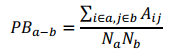 PB_{a-b} = \frac{\sum_{i \in a, j \in b} A_{ij}}{N_a N_b}